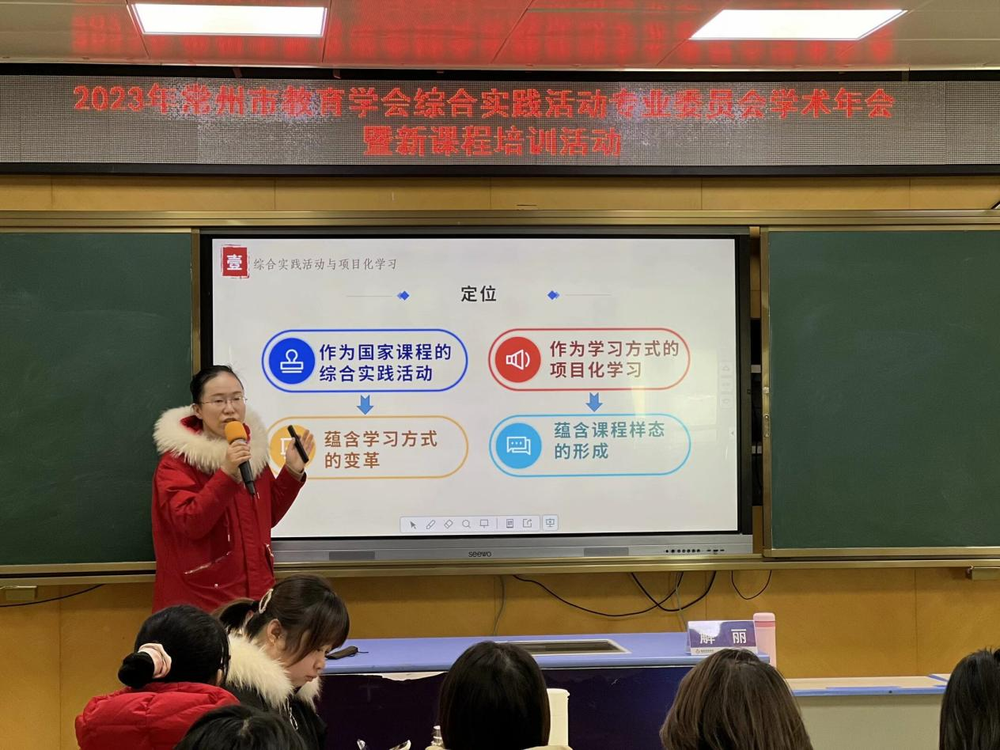 2023年常州市教育学会综合实践活动专业委员会学术年会
暨新课程培训活动
壹
综合实践活动与项目化学习
定位
作为国家课程的
综合实践活动
作为学习方式的
项目化学习
蕴含学习方式
的变革
蕴含课程样态
的形成
seewo
解 丽